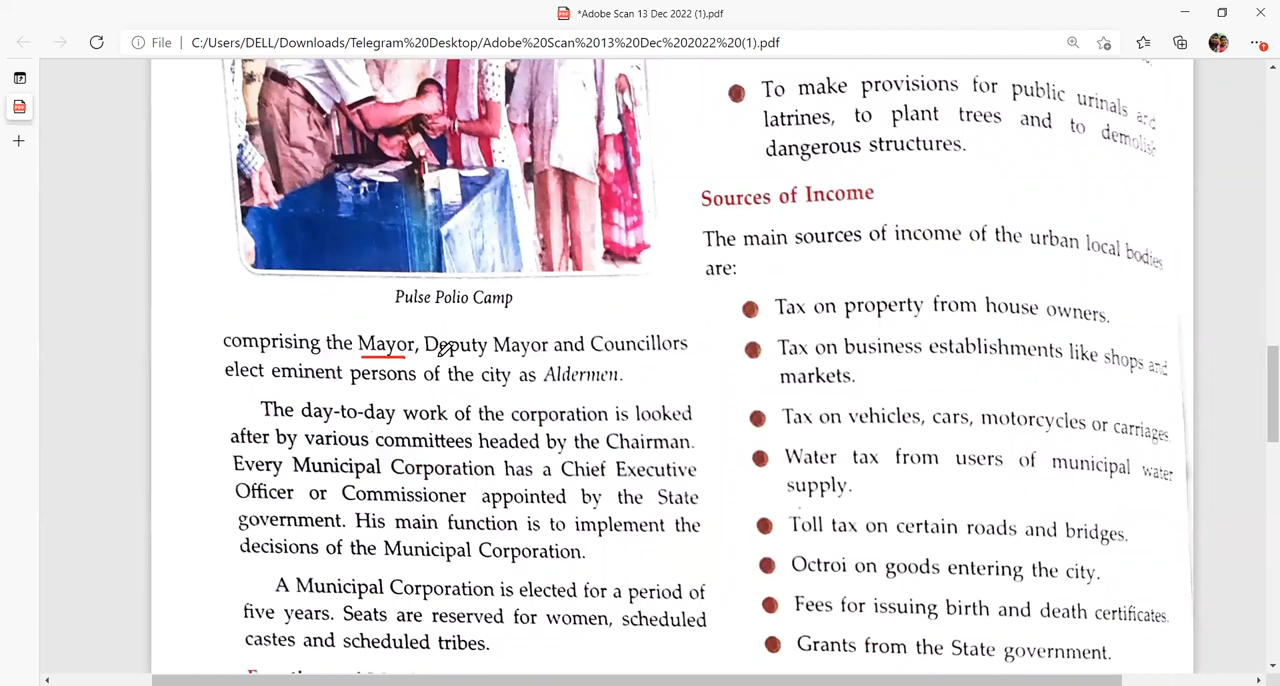 *Adobe Scan 13 Dec 2022 (1).pdf
File
C:/Users/DELL/Downloads/Telegram%20Desktop/Adobe%20Scan%2013%20Dec%202022%20(1).pdf
Pulse Polio Camp
comprising the Mayor, Deputy Mayor and Councillors
elect eminent persons of the city as Aldermen.
The day-to-day work of the corporation is looked
after by various committees headed by the Chairman.
Every Municipal Corporation has a Chief Executive
Officer or Commissioner appointed by the State
government. His main function is to implement the
decisions of the Municipal Corporation.
A Municipal Corporation is elected for a period of
five years. Seats are reserved for women, scheduled
castes and scheduled tribes.
To make provisions for public urinals and
latrines, to plant trees and to demolish
dangerous structures.
Sources of Income
The main sources of income of the urban local bodies
are:
Tax on property from house owners.
Tax on business establishments like shops and
markets.
Tax on vehicles, cars, motorcycles or carriages.
Water tax from users of municipal water
supply.
Toll tax on certain roads and bridges.
Octroi on goods entering the city.
Fees for issuing birth and death certificates.
Grants from the State government.